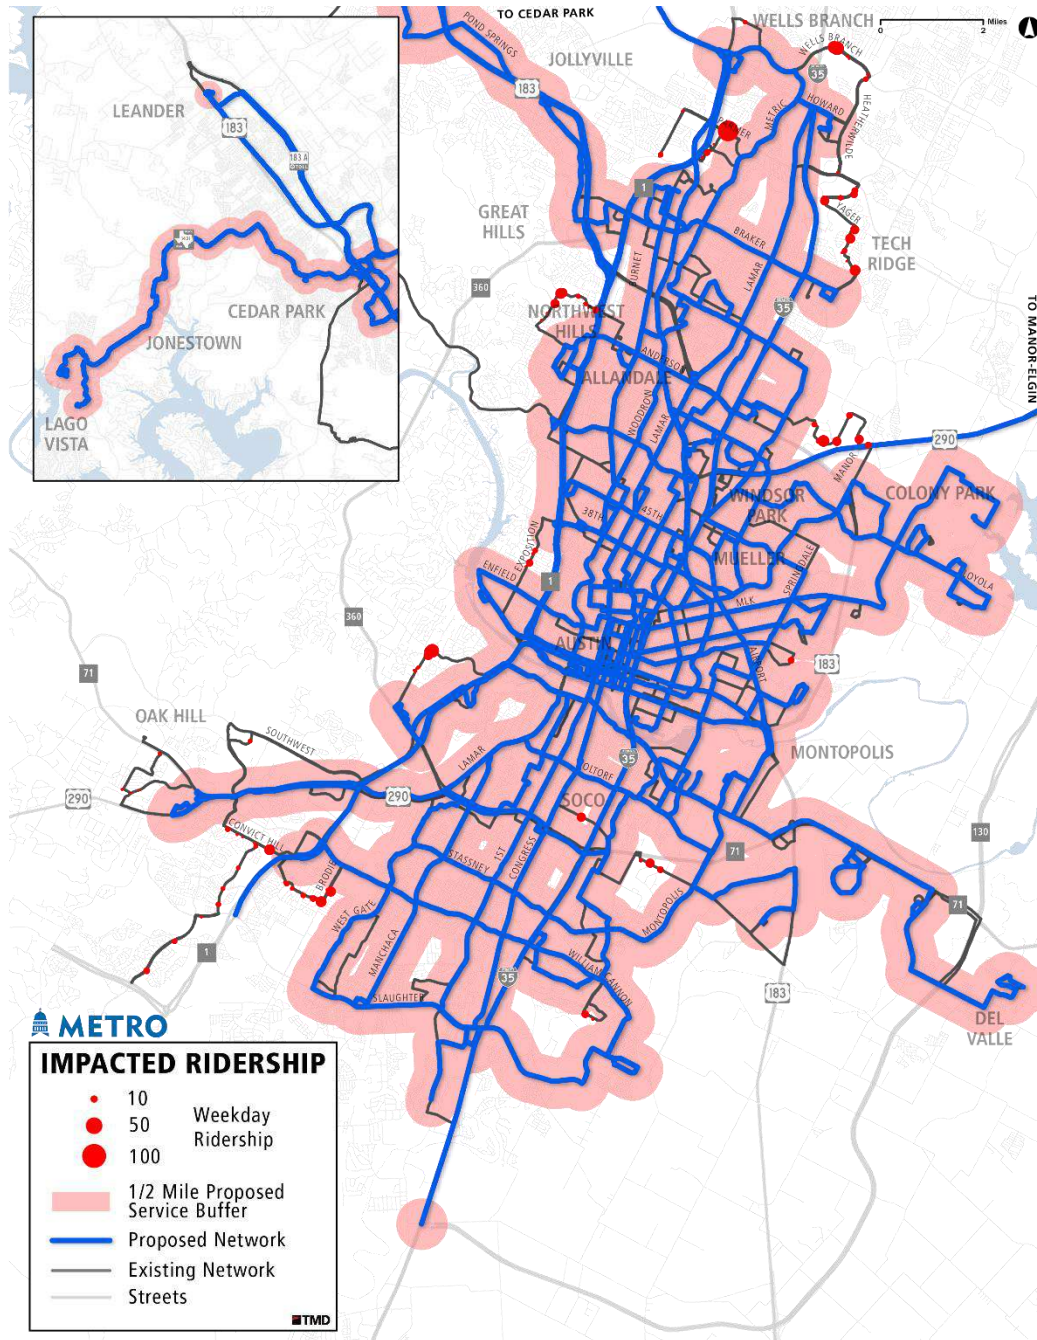 TO CEDAR PARK
WELLS BRANCH
Miles
0
2
POND SPRINGS
JOLLYVILLE
WELLS BRANCH
35
183
HOWARD
HEATHERWILDE
METRIC
PARMER
LEANDER
183
183 A
1
YAGER
GREAT
HILLS
BRAKER
TECH
RIDGE
BURNET
LAMAR
360
35
CEDAR PARK
NORTHWEST
HILLS
TO MANOR-ELGIN
JONESTOWN
ANDERSON
ALLANDALE
WOODROW
LAMAR
LAGO
VISTA
290
MANOR
COLONY PARK
WINDSOR
PARK
38TH
45TH
EXPOSITION
MUELLER
SPRINGDALE
ENFIELD
1
LOYOLA
MLK
360
AUSTIN
AIRPORT
183
71
OAK HILL
SOUTHWEST
MONTOPOLIS
LAMAR
35
OLTORF
290
290
SOCO
CONVICT HILL
1ST
CONGRESS
STASSNEY
71
130
BRODIE
WEST GATE
MONTOPOLIS
71
MANCHACA
1
WILLIAM CANNON
35
183
SLAUGHTER
DEL
VALLE
METRO
IMPACTED RIDERSHIP
10
50
100
Weekday
Ridership
1/2 Mile Proposed
Service Buffer
Proposed Network
Existing Network
Streets
TMD